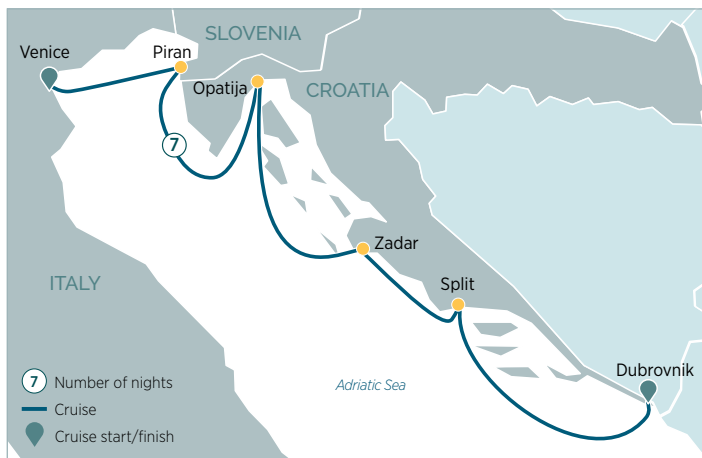 SLOVENIA
Venice
Piran
Opatija
CROATIA
7
Zadar
ITALY
Split
Dubrovnik
7 Number of nights
Adriatic Sea
Cruise
Cruise start/finish